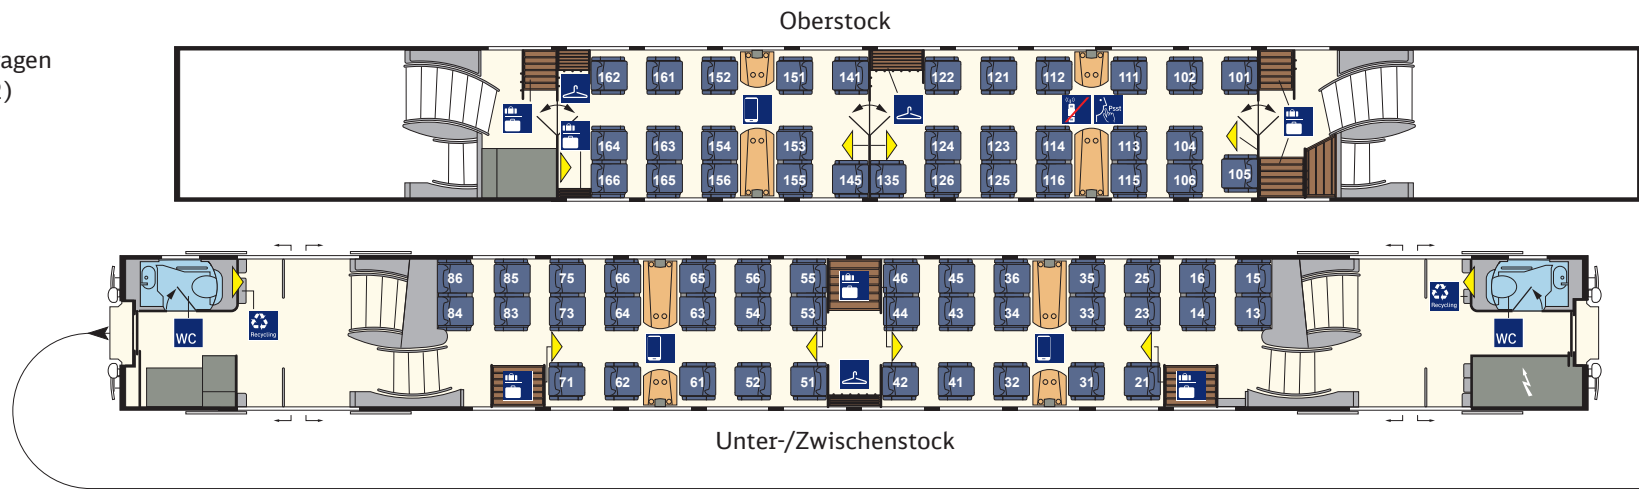 Oberstock
agen
)
162 161 152 151 141 122 121 112 111 102 101
Psst
164 163 154 153 124 123 114 113 104
166 165 156 155 145 135 126 125 116 115 106 105
86 85 75 66 65 56 55 46 45 36 35 25 16 15
84 83 73 64 63 54 53 44 43 34 33 23 14 13
Recycling
Recycling
WC
WC
71 62 61 52 51 42 41 32 31 21
Unter-/Zwischenstock